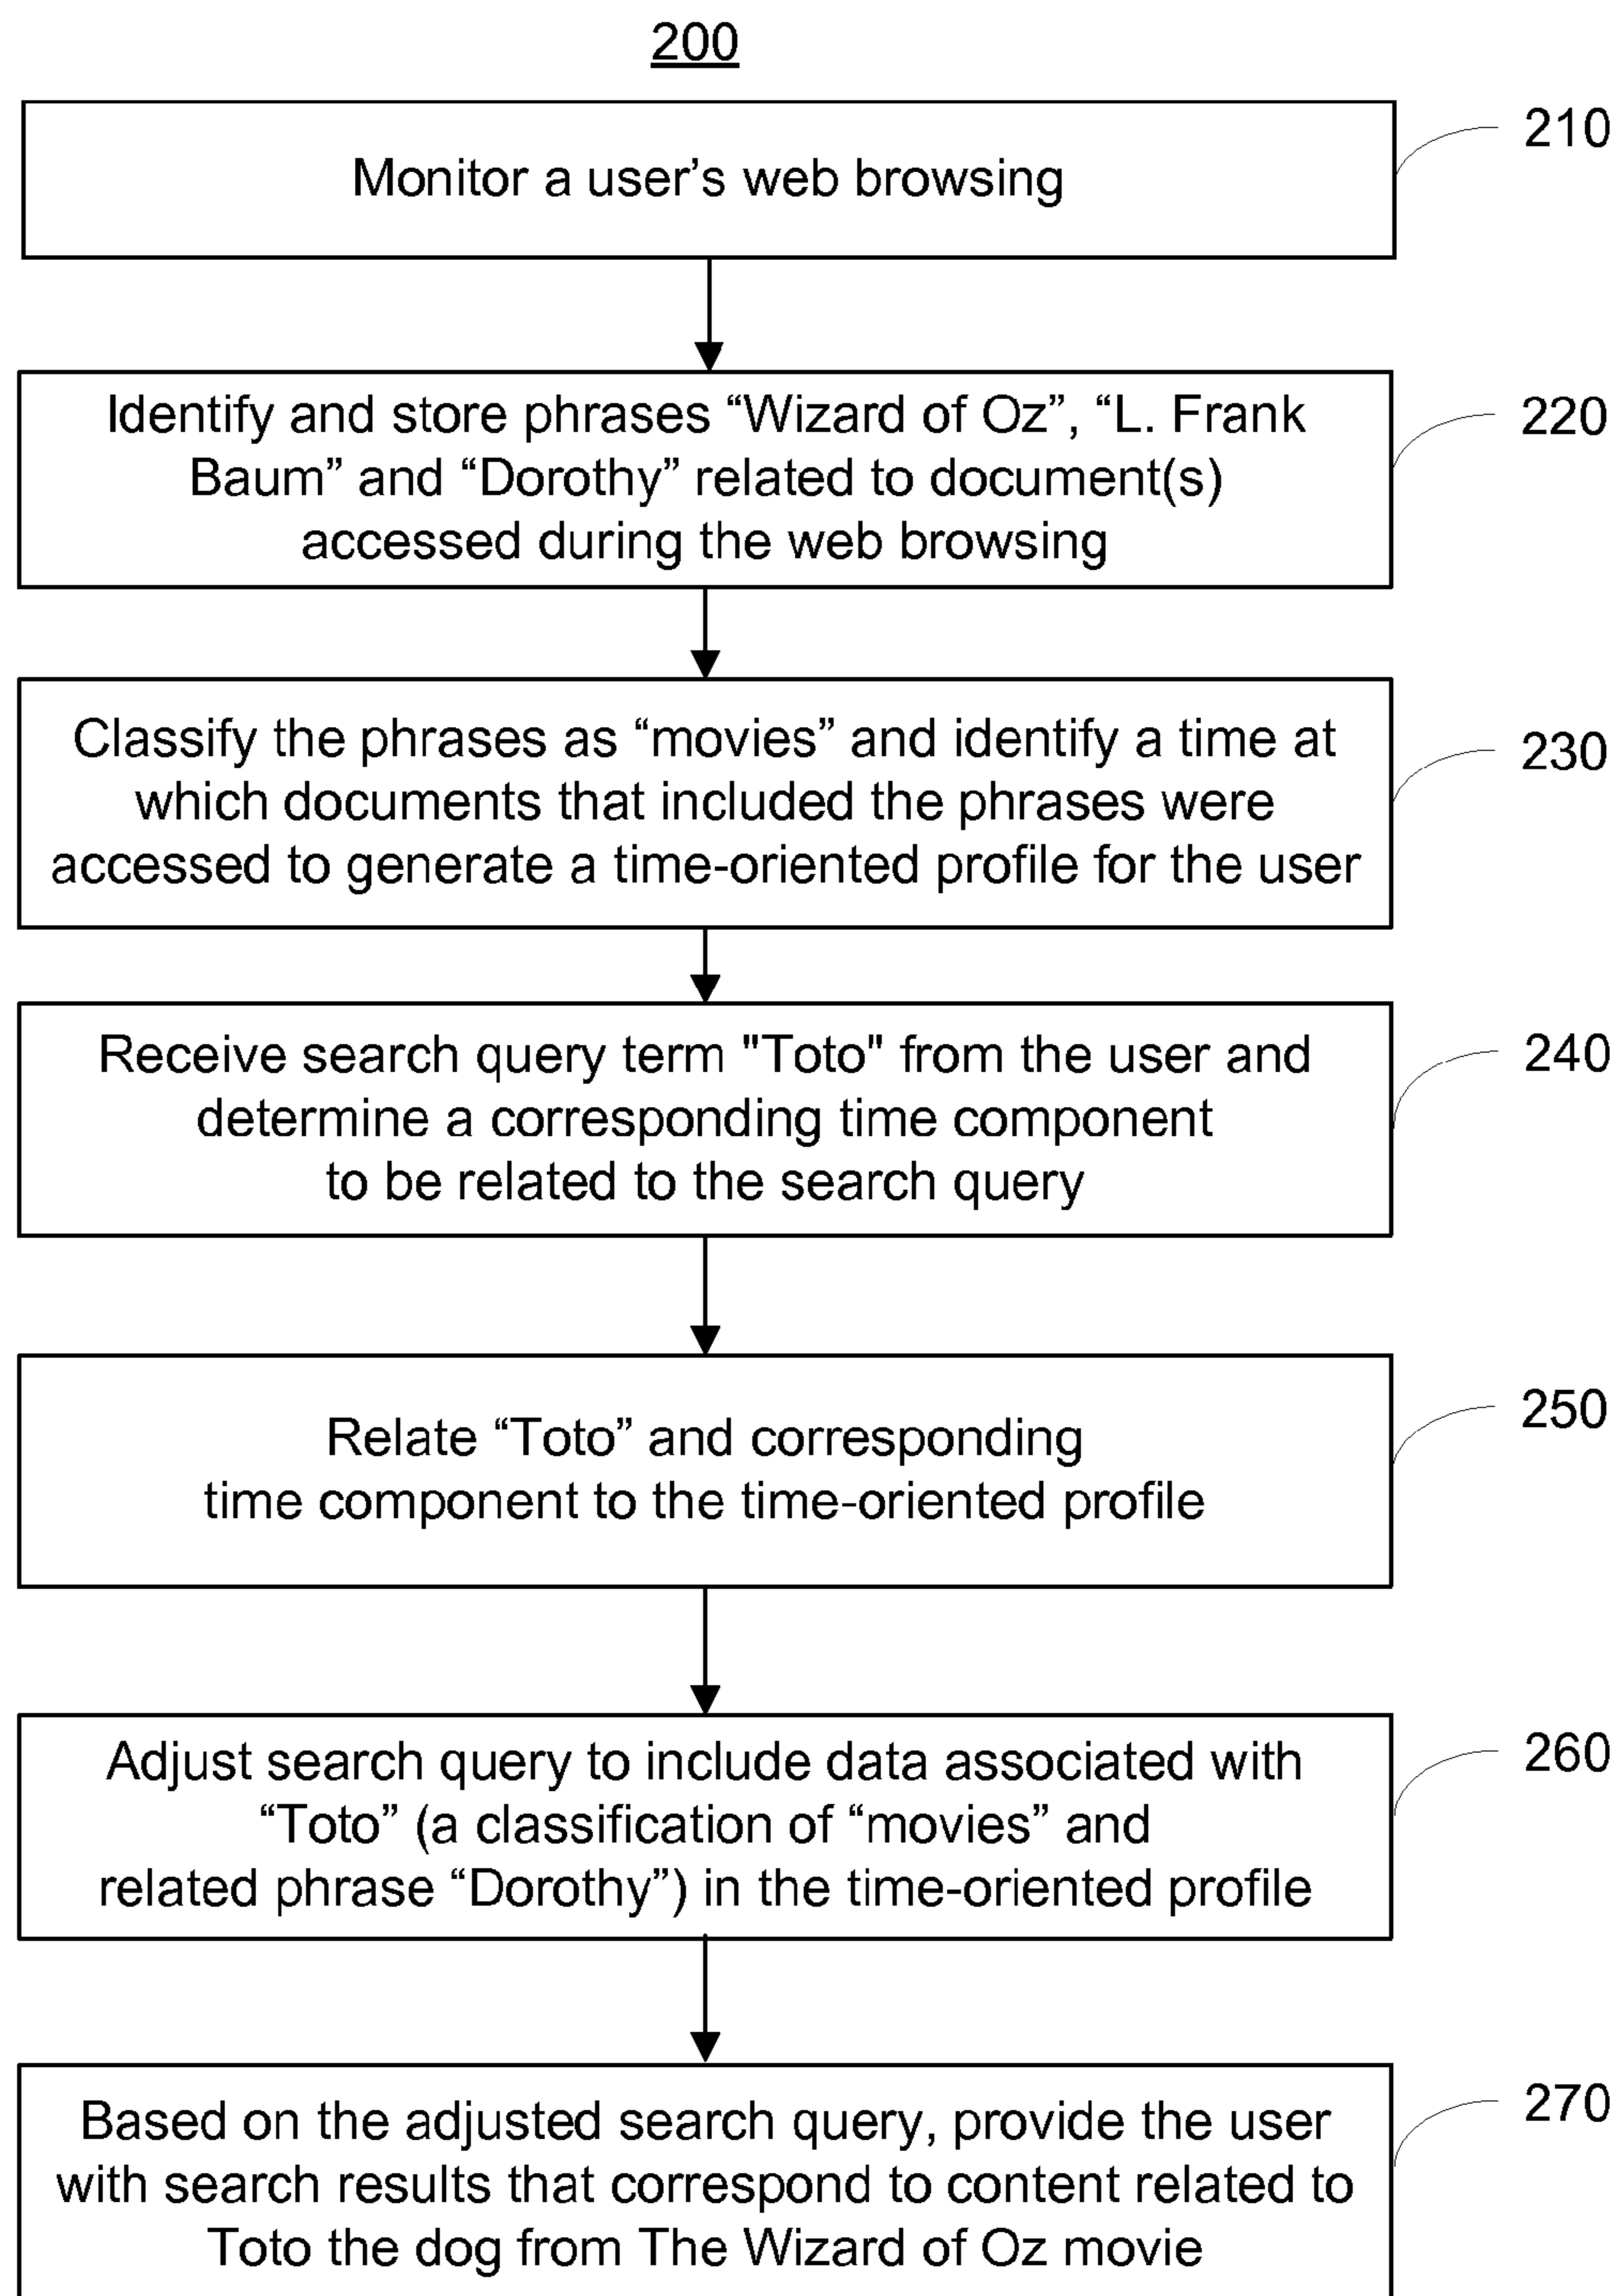 200
Monitor a user’s web browsing
210
Identify and store phrases “Wizard of Oz”, “L. Frank
Baum” and “Dorothy” related to document(s)
accessed during the web browsing
220
Classify the phrases as “movies” and identify a time at
which documents that included the phrases were
accessed to generate a time-oriented profile for the user
230
Receive search query term "Toto" from the user and
determine a corresponding time component
to be related to the search query
240
Relate “Toto” and corresponding
time component to the time-oriented profile
250
Adjust search query to include data associated with
“Toto” (a classification of “movies” and
related phrase “Dorothy”) in the time-oriented profile
260
Based on the adjusted search query, provide the user
with search results that correspond to content related to
Toto the dog from The Wizard of Oz movie
270